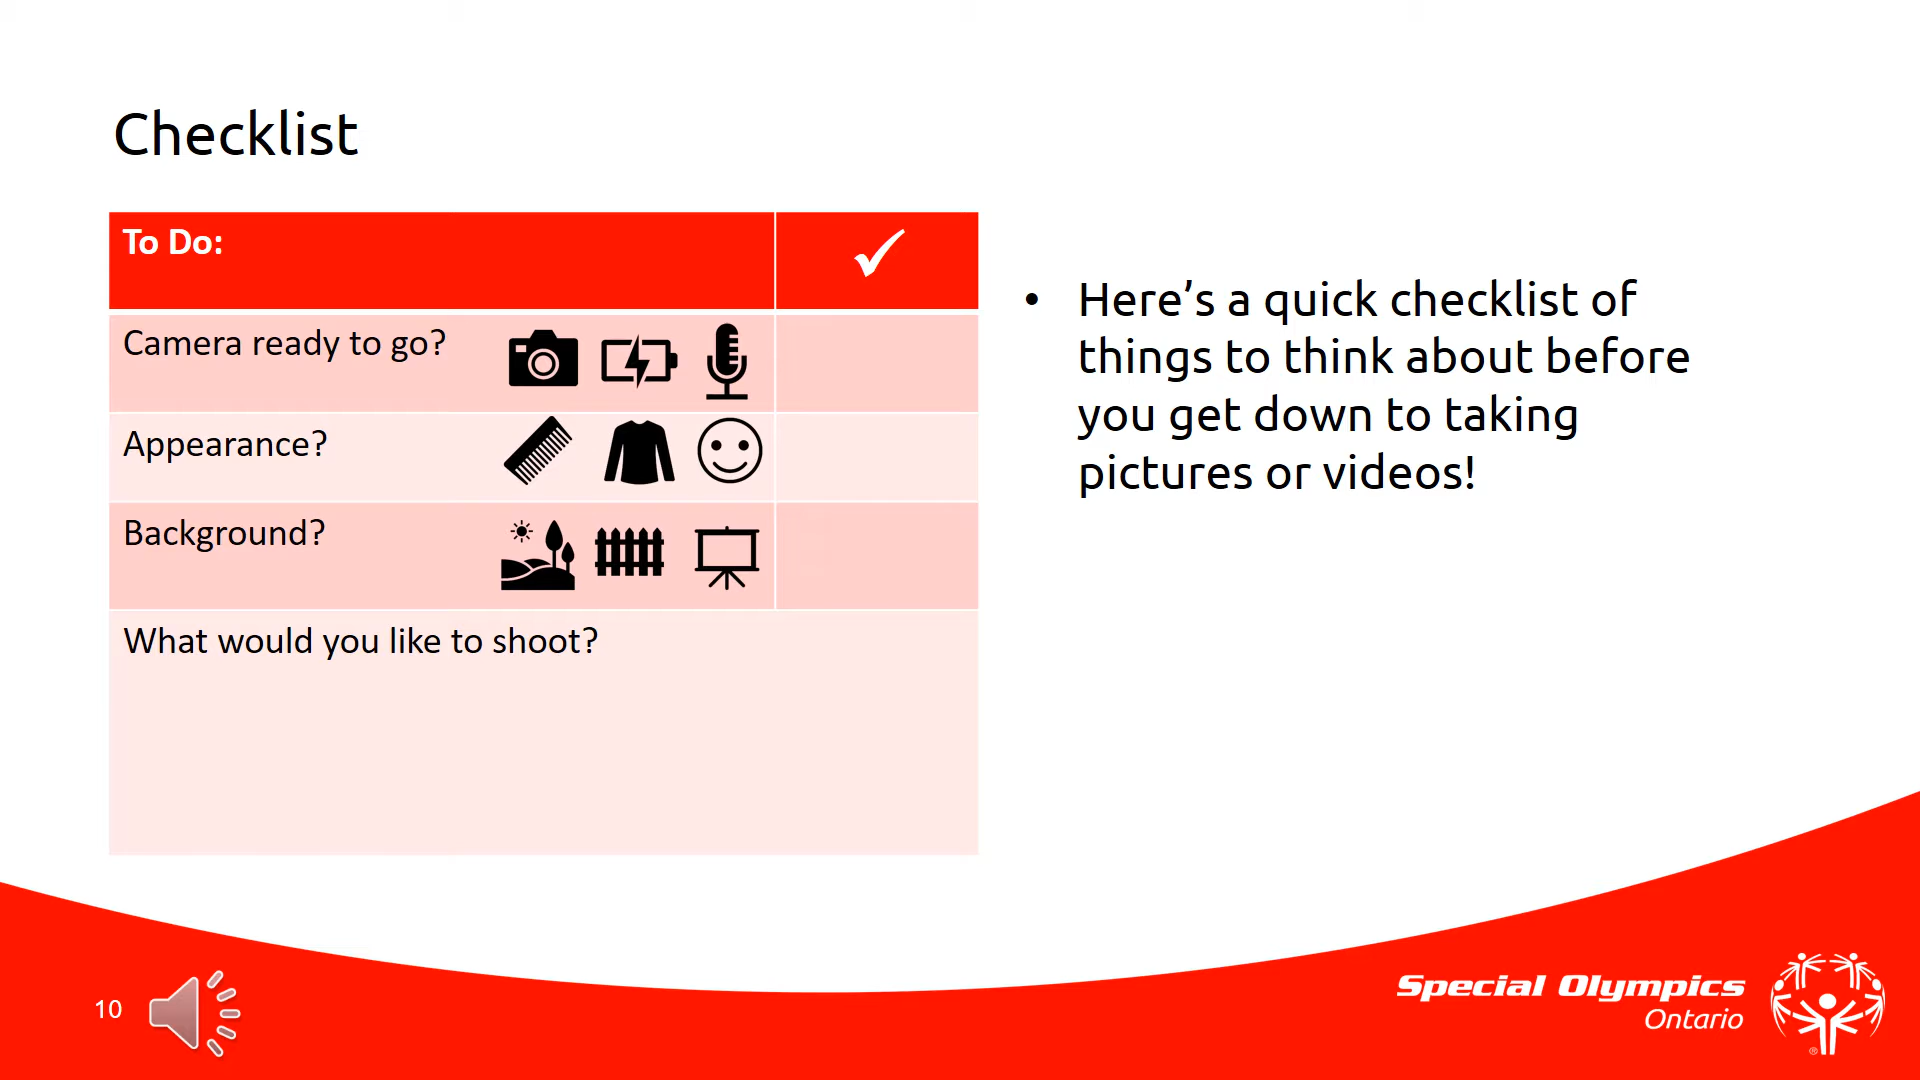 Checklist
To Do:
Camera ready to go?
Appearance?
Background?
What would you like to shoot?
• Here’s a quick checklist of
things to think about before
you get down to taking
pictures or videos!
10
Special Olympics
Ontario
®